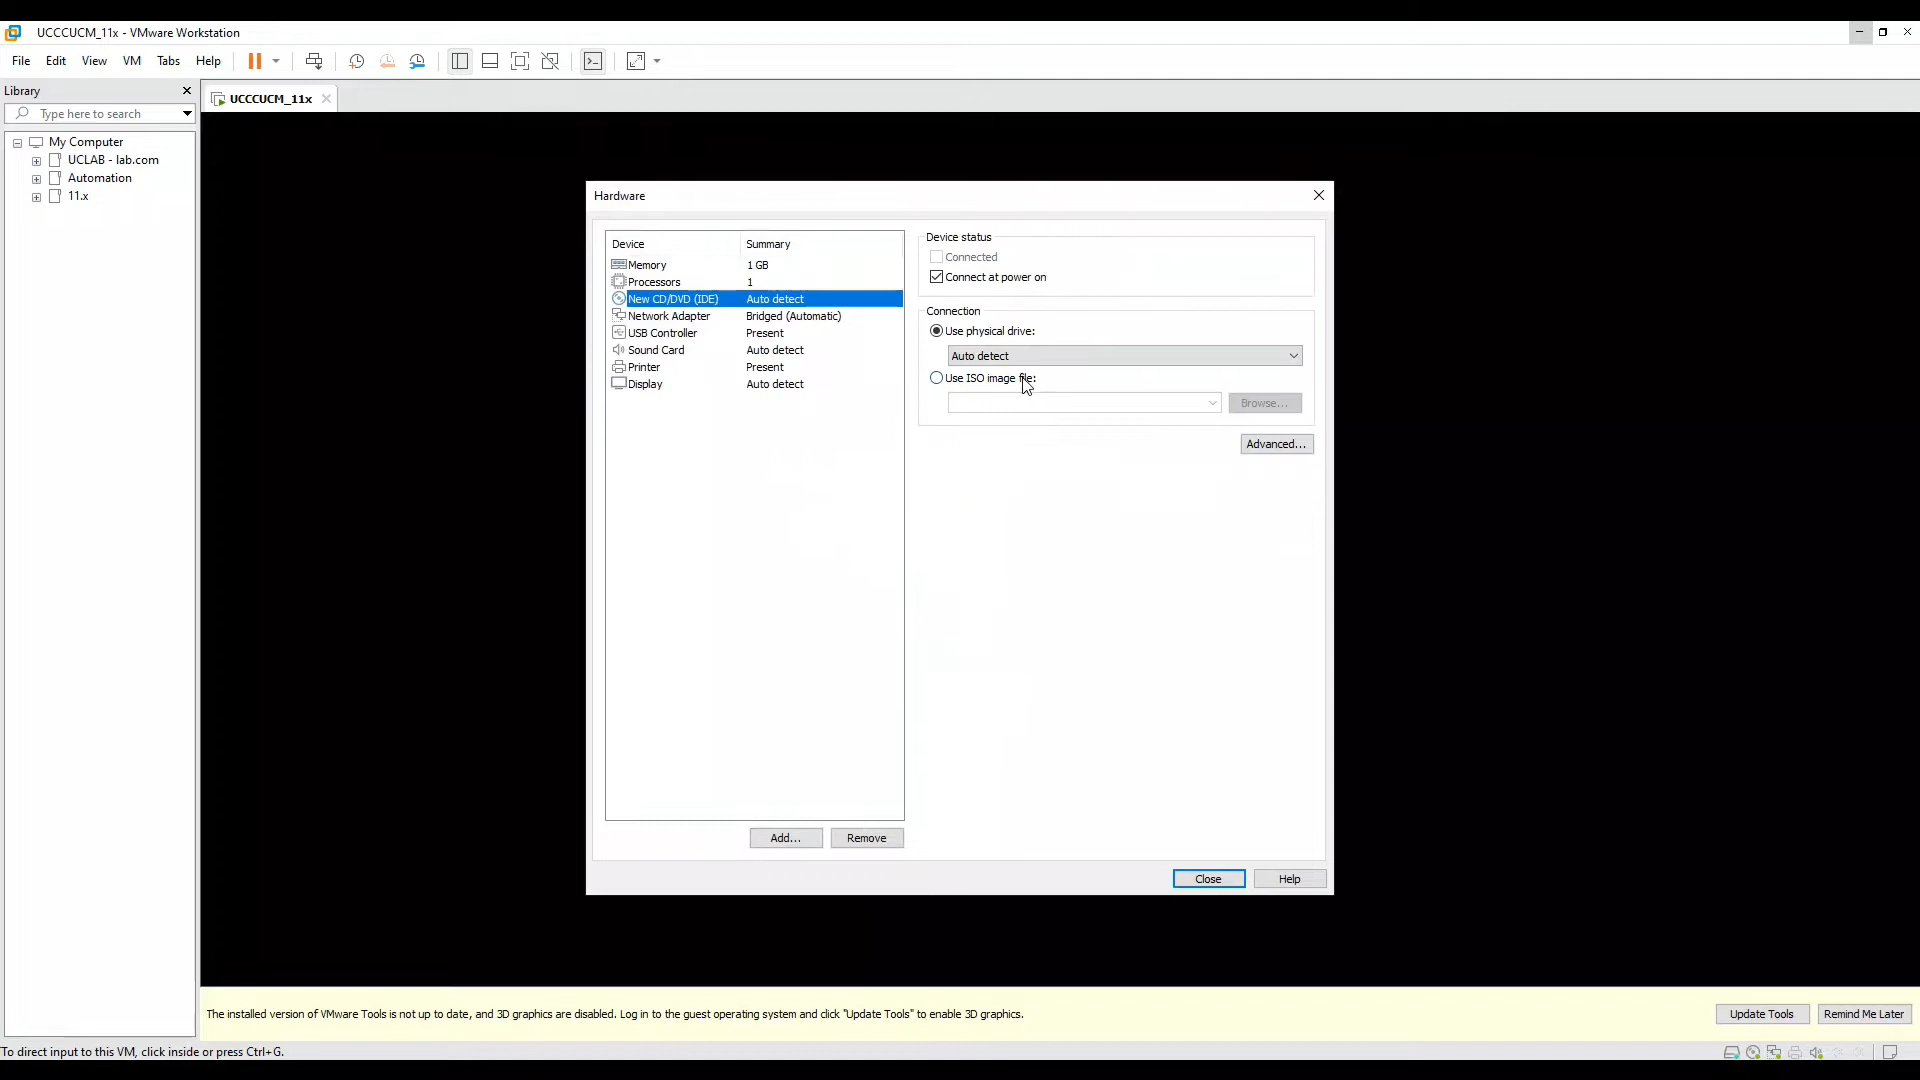 UCCCUCM_11x - VMware Workstation
File Edit View VM Tabs Help
Library
Type here to search
My Computer
UCLAB - lab.com
Automation
11.x
UCCCUCM_11x
Hardware
Device Summary
Memory 1 GB
Processors 1
New CD/DVD (IDE) Auto detect
Network Adapter Bridged (Automatic)
USB Controller Present
Sound Card Auto detect
Printer Present
Display Auto detect
Add... Remove
Device status
Connected
Connect at power on
Connection
Use physical drive:
Auto detect
Use ISO image file:
Browse...
Advanced...
Close Help
The installed version of VMware Tools is not up to date, and 3D graphics are disabled. Log in to the guest operating system and click "Update Tools" to enable 3D graphics.
Update Tools Remind Me Later
To direct input to this VM, click inside or press Ctrl+G.